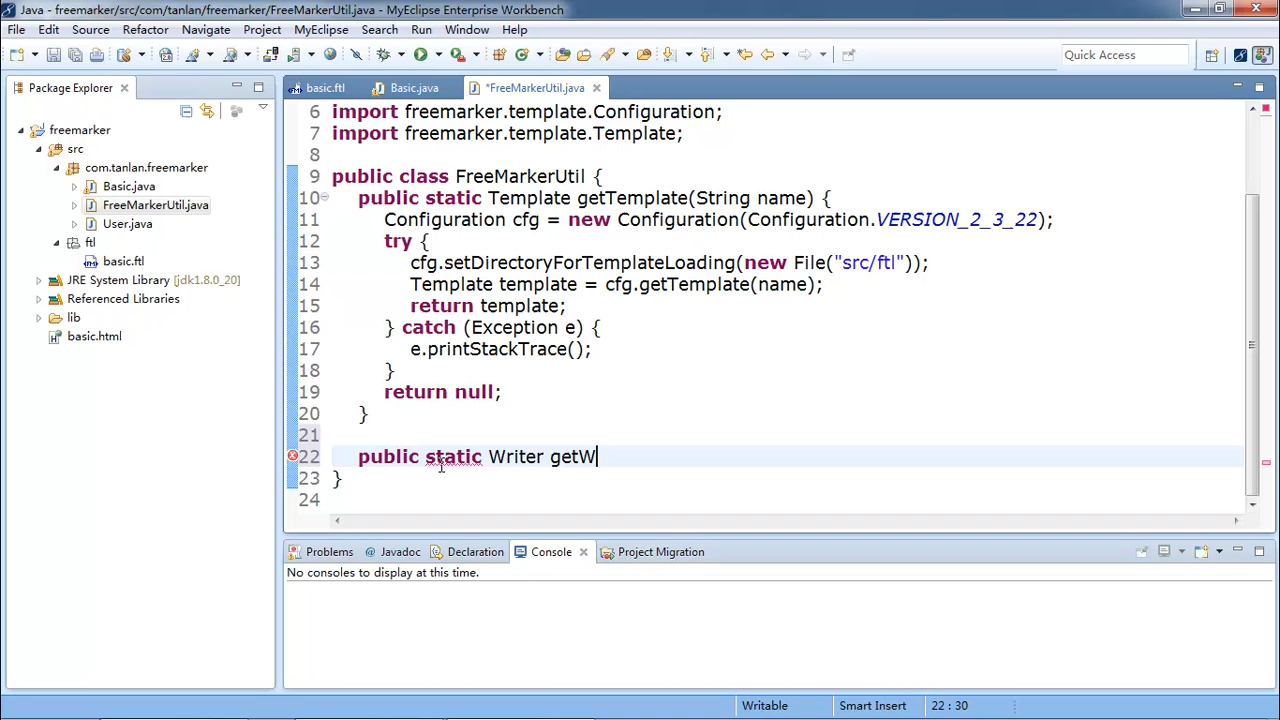 Java - freemarker/src/com/tanlan/freemarker/FreeMarkerUtil.java - MyEclipse Enterprise Workbench
File Edit Source Refactor Navigate Project MyEclipse Search Run Window Help
Quick Access
Package Explorer
basic.ftl Basic.java *FreeMarkerUtil.java
freemarker
src
com.tanlan.freemarker
Basic.java
FreeMarkerUtil.java
User.java
ftl
basic.ftl
JRE System Library [jdk1.8.0_20]
Referenced Libraries
lib
basic.html
6 import freemarker.template.Configuration;
7 import freemarker.template.Template;
8
9 public class FreeMarkerUtil {
10 public static Template getTemplate(String name) {
11 Configuration cfg = new Configuration(Configuration.VERSION_2_3_22);
12 try {
13 cfg.setDirectoryForTemplateLoading(new File("src/ftl"));
14 Template template = cfg.getTemplate(name);
15 return template;
16 } catch (Exception e) {
17 e.printStackTrace();
18 }
19 return null;
20 }
21
22 public static Writer getW
23 }
24
Problems @ Javadoc Declaration Console Project Migration
No consoles to display at this time.
Writable Smart Insert 22 : 30